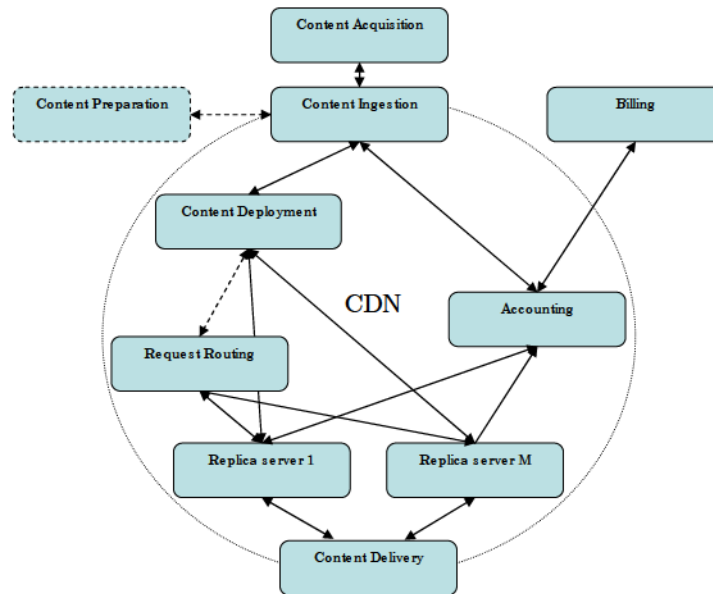 Content Acquisition
Content Preparation
Content Ingestion
Billing
Content Deployment
CDN
Accounting
Request Routing
Replica server 1
Replica server M
Content Delivery